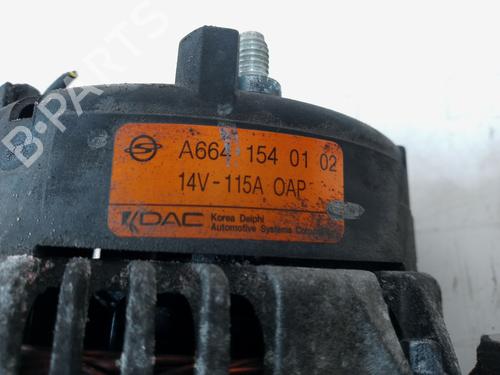 B-PARTS
A664 154 01 02
14V-115A OAP
KDAC Korea Delphi
Automotive Systems Corporation